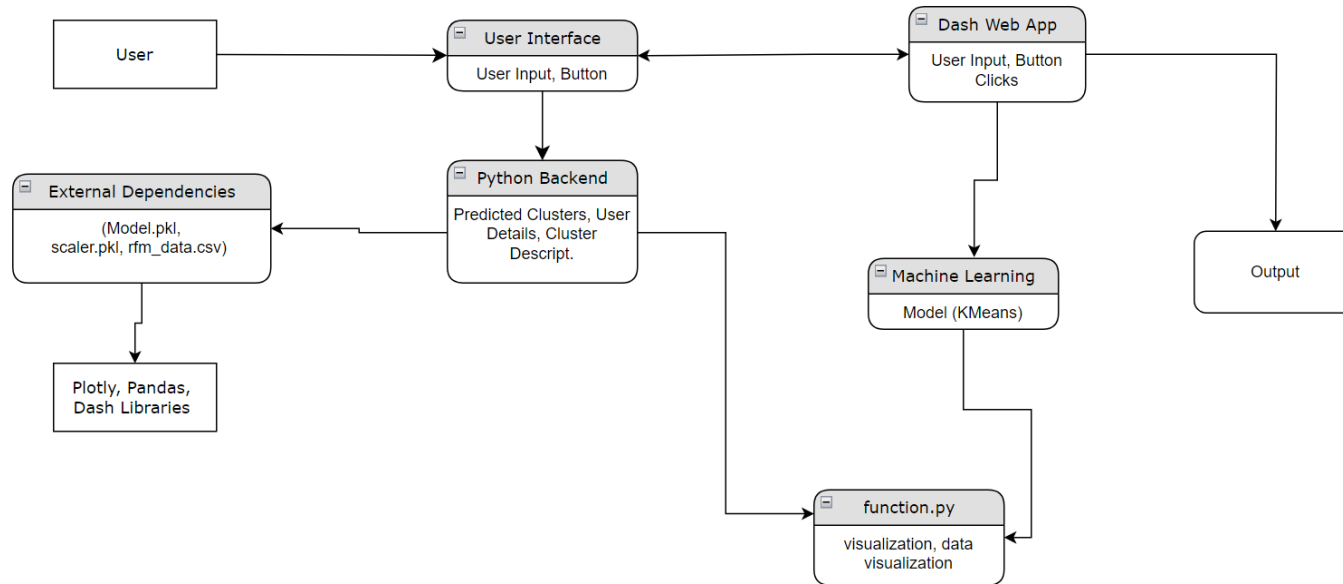 User
User Interface
User Input, Button
Dash Web App
User Input, Button
Clicks
External Dependencies
(Model.pkl,
scaler.pkl, rfm_data.csv)
Python Backend
Predicted Clusters, User
Details, Cluster
Descript.
Machine Learning
Model (KMeans)
Output
Plotly, Pandas,
Dash Libraries
function.py
visualization, data
visualization